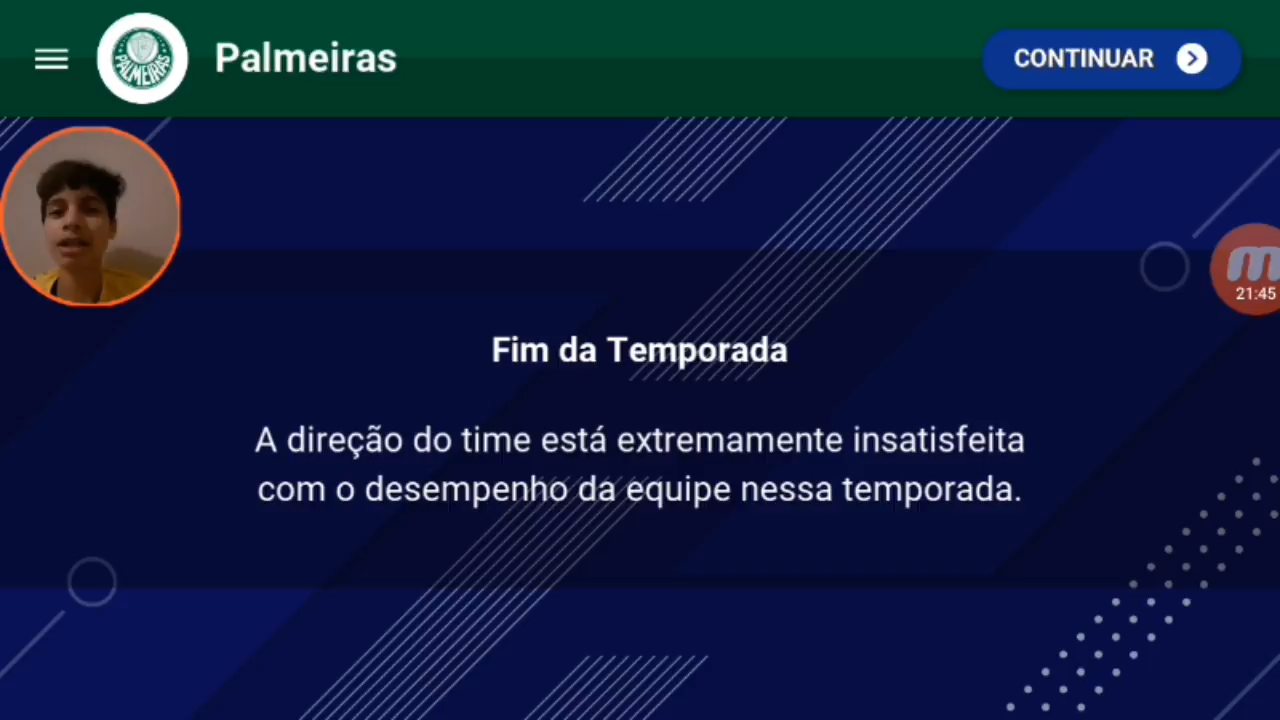 Palmeiras
CONTINUAR
PALMEIRAS
21:45
Fim da Temporada
A direção do time está extremamente insatisfeita
com o desempenho da equipe nessa temporada.